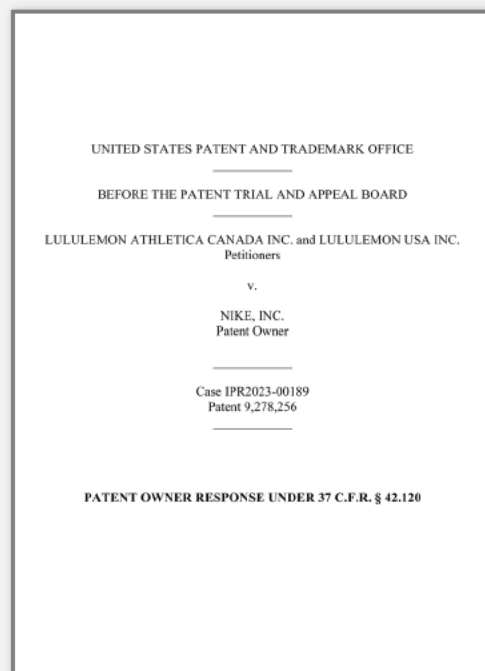 UNITED STATES PATENT AND TRADEMARK OFFICE
BEFORE THE PATENT TRIAL AND APPEAL BOARD
LULULEMON ATHLETICA CANADA INC. and LULULEMON USA INC.
Petitioners
v.
NIKE, INC.
Patent Owner
Case IPR2023-00189
Patent 9,278,256
PATENT OWNER RESPONSE UNDER 37 C.F.R. § 42.120